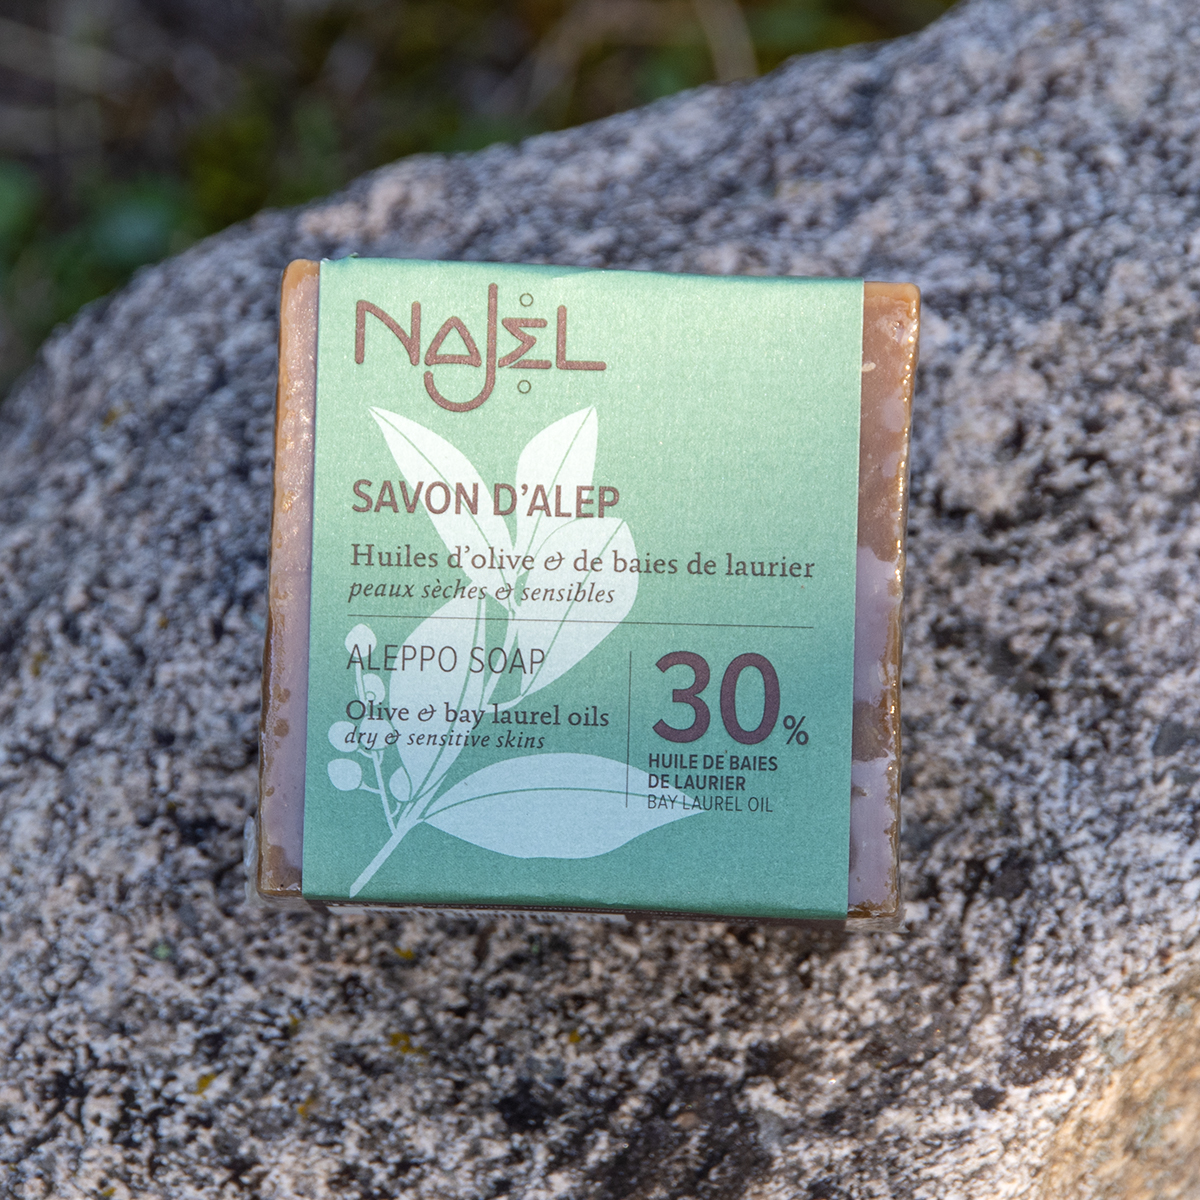 NAJEL
SAVON D'ALEP
Huiles d'olive & de baies de laurier
peaux sèches & sensibles
ALEPPO SOAP
Olive & bay laurel oils
dry & sensitive skins
30%
HUILE DE BAIES
DE LAURIER
BAY LAUREL OIL